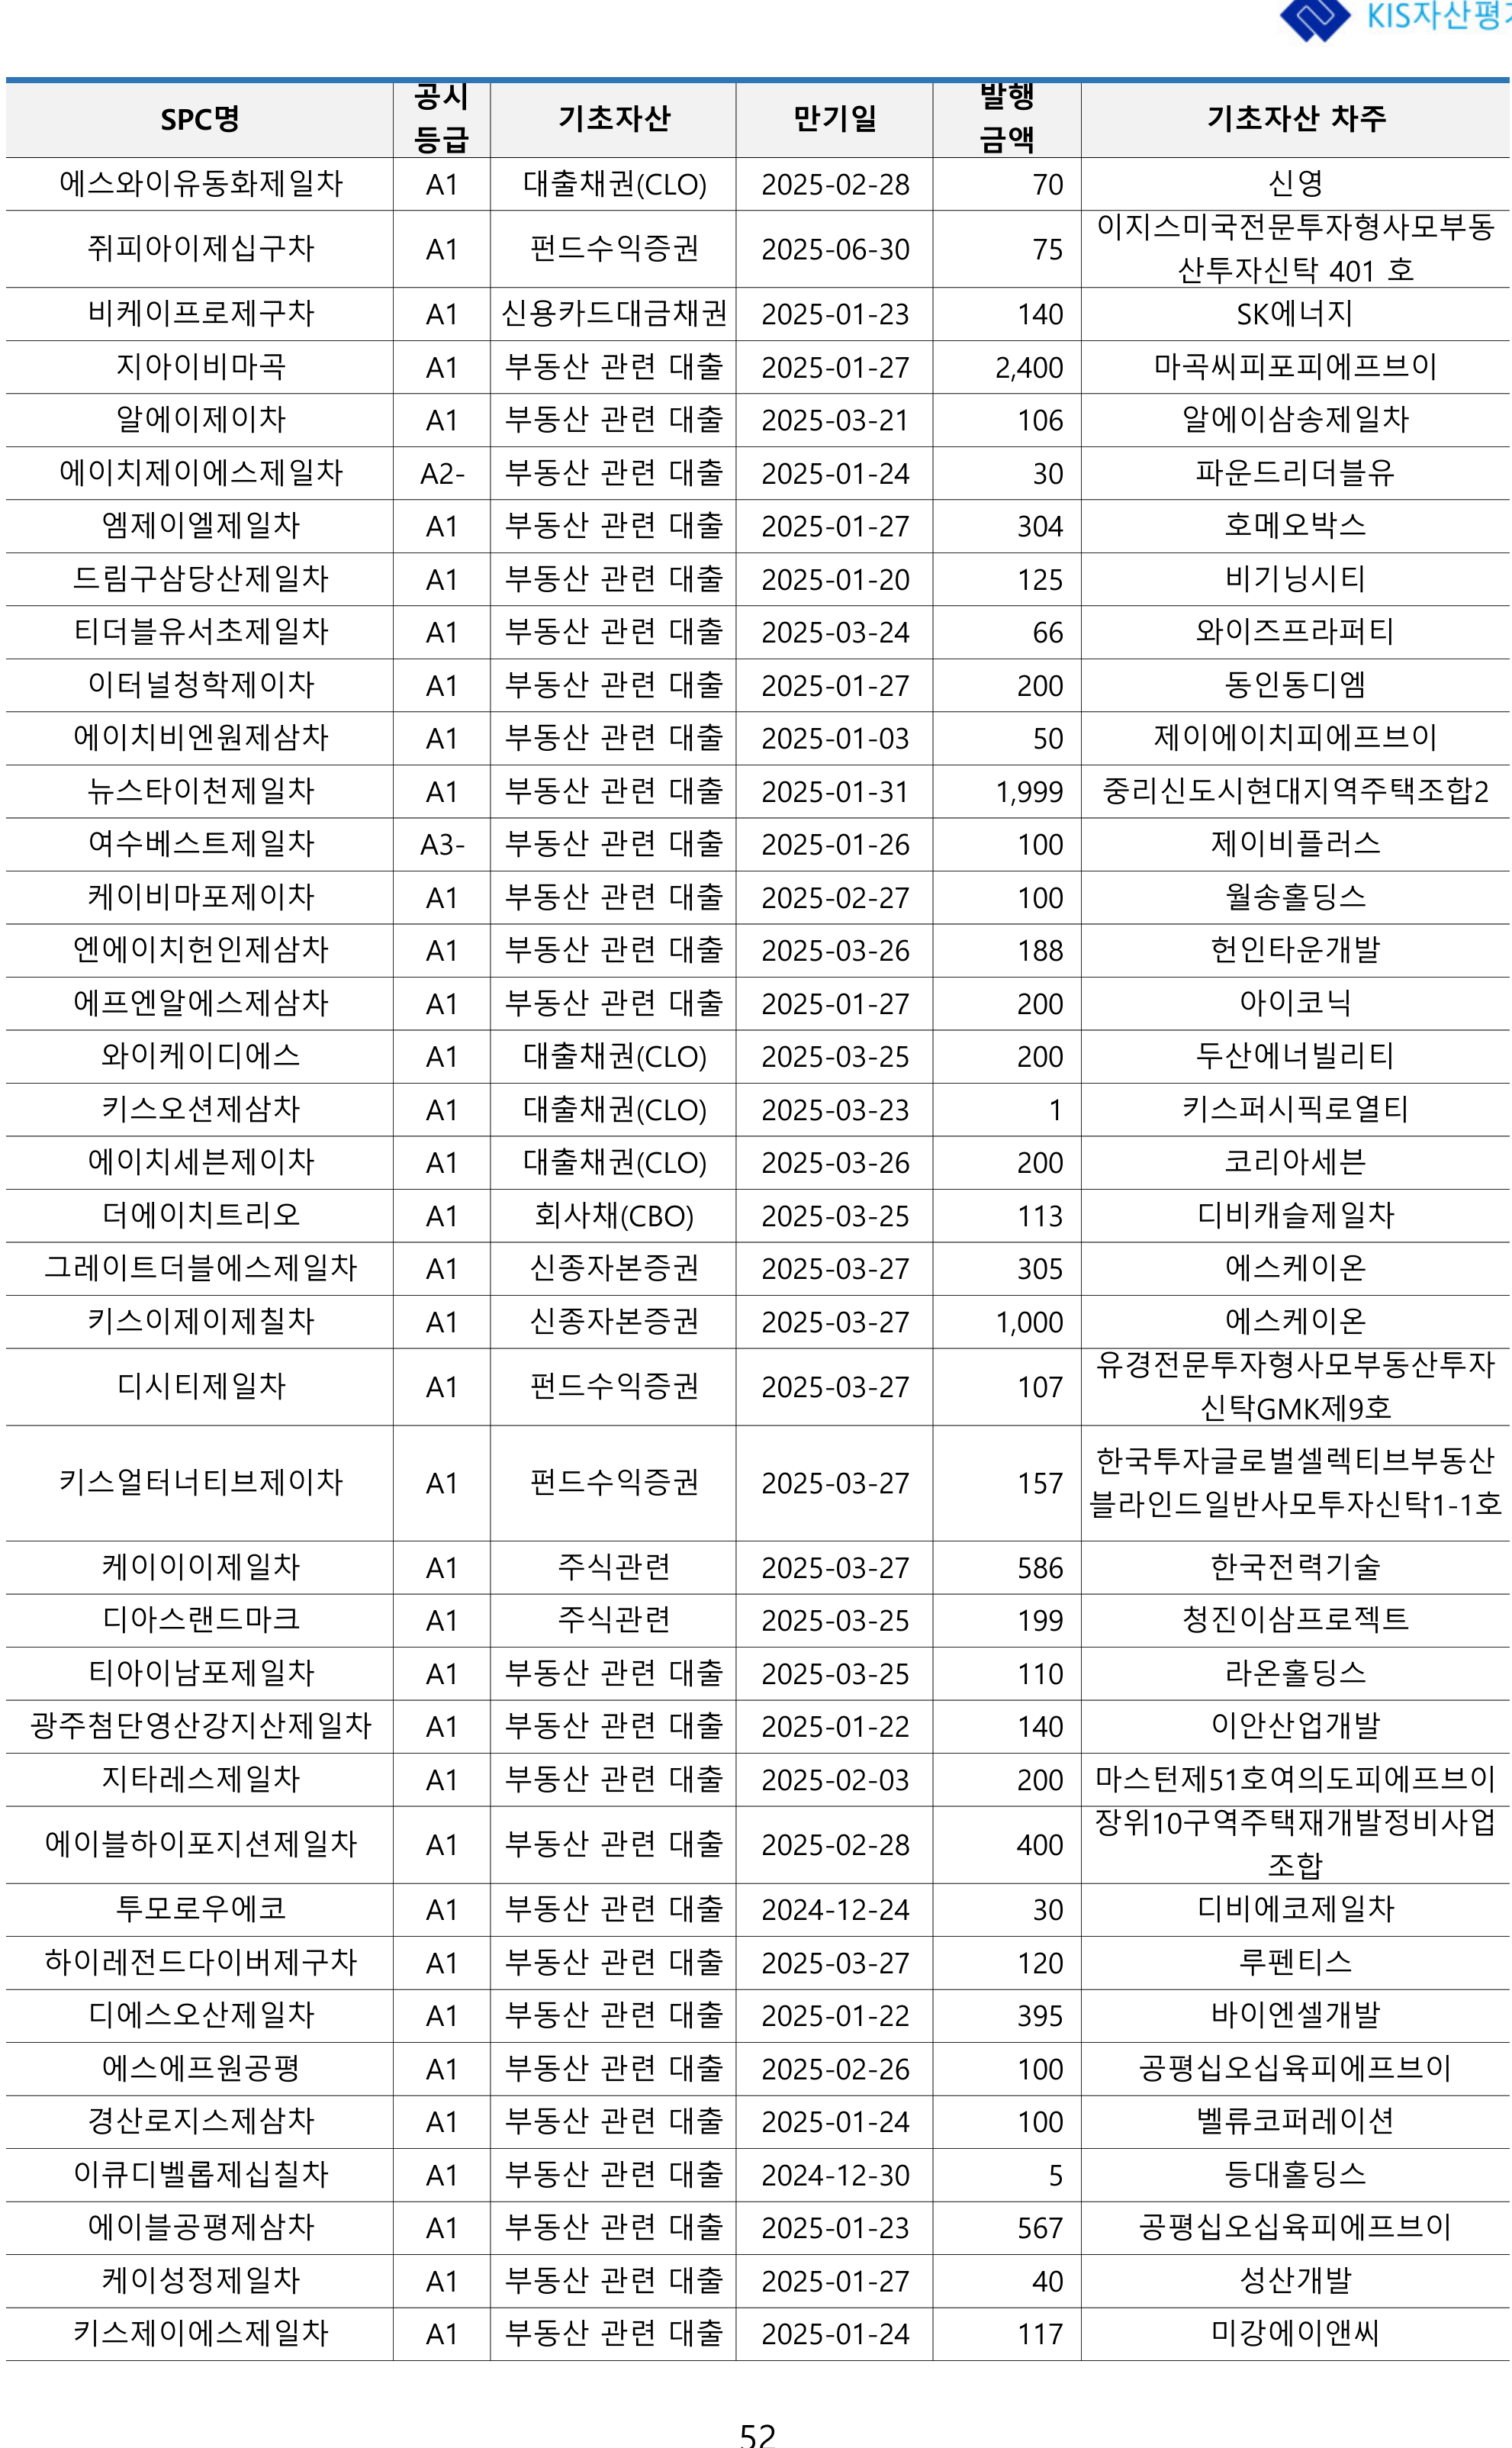 KIS자산평가
SPC명 공시 등급 기초자산 만기일 발행 금액 기초자산 차주
에스와이유동화제일차 A1 대출채권(CLO) 2025-02-28 70 신영
쥐피아이제십구차 A1 펀드수익증권 2025-06-30 75 이지스미국전문투자형사모부동
산투자신탁 401 호
비케이프로제구차 A1 신용카드대금채권 2025-01-23 140 SK에너지
지아이비마곡 A1 부동산 관련 대출 2025-01-27 2,400 마곡씨피포피에프브이
알에이제이차 A1 부동산 관련 대출 2025-03-21 106 알에이삼송제일차
에이치제이에스제일차 A2- 부동산 관련 대출 2025-01-24 30 파운드리더블유
엠제이엘제일차 A1 부동산 관련 대출 2025-01-27 304 호메오박스
드림구삼당산제일차 A1 부동산 관련 대출 2025-01-20 125 비기닝시티
티더블유서초제일차 A1 부동산 관련 대출 2025-03-24 66 와이즈프라퍼티
이터널청학제이차 A1 부동산 관련 대출 2025-01-27 200 동인동디엠
에이치비엔원제삼차 A1 부동산 관련 대출 2025-01-03 50 제이에이치피에프브이
뉴스타이천제일차 A1 부동산 관련 대출 2025-01-31 1,999 중리신도시현대지역주택조합2
여수베스트제일차 A3- 부동산 관련 대출 2025-01-26 100 제이비플러스
케이비마포제이차 A1 부동산 관련 대출 2025-02-27 100 월송홀딩스
엔에이치헌인제삼차 A1 부동산 관련 대출 2025-03-26 188 헌인타운개발
에프엔알에스제삼차 A1 부동산 관련 대출 2025-01-27 200 아이코닉
와이케이디에스 A1 대출채권(CLO) 2025-03-25 200 두산에너빌리티
키스오션제삼차 A1 대출채권(CLO) 2025-03-23 1 키스퍼시픽로열티
에이치세븐제이차 A1 대출채권(CLO) 2025-03-26 200 코리아세븐
더에이치트리오 A1 회사채(CBO) 2025-03-25 113 디비캐슬제일차
그레이트더블에스제일차 A1 신종자본증권 2025-03-27 305 에스케이온
키스이제이제칠차 A1 신종자본증권 2025-03-27 1,000 에스케이온
디시티제일차 A1 펀드수익증권 2025-03-27 107 유경전문투자형사모부동산투자
신탁GMK제9호
키스얼터너티브제이차 A1 펀드수익증권 2025-03-27 157 한국투자글로벌셀렉티브부동산
블라인드일반사모투자신탁1-1호
케이이이제일차 A1 주식관련 2025-03-27 586 한국전력기술
디아스랜드마크 A1 주식관련 2025-03-25 199 청진이삼프로젝트
티아이남포제일차 A1 부동산 관련 대출 2025-03-25 110 라온홀딩스
광주첨단영산강지산제일차 A1 부동산 관련 대출 2025-01-22 140 이안산업개발
지타레스제일차 A1 부동산 관련 대출 2025-02-03 200 마스턴제51호여의도피에프브이
에이블하이포지션제일차 A1 부동산 관련 대출 2025-02-28 400 장위10구역주택재개발정비사업
조합
투모로우에코 A1 부동산 관련 대출 2024-12-24 30 디비에코제일차
하이레전드다이버제구차 A1 부동산 관련 대출 2025-03-27 120 루펜티스
디에스오산제일차 A1 부동산 관련 대출 2025-01-22 395 바이엔셀개발
에스에프원공평 A1 부동산 관련 대출 2025-02-26 100 공평십오십육피에프브이
경산로지스제삼차 A1 부동산 관련 대출 2025-01-24 100 벨류코퍼레이션
이큐디벨롭제십칠차 A1 부동산 관련 대출 2024-12-30 5 등대홀딩스
에이블공평제삼차 A1 부동산 관련 대출 2025-01-23 567 공평십오십육피에프브이
케이성정제일차 A1 부동산 관련 대출 2025-01-27 40 성산개발
키스제이에스제일차 A1 부동산 관련 대출 2025-01-24 117 미강에이앤씨
52